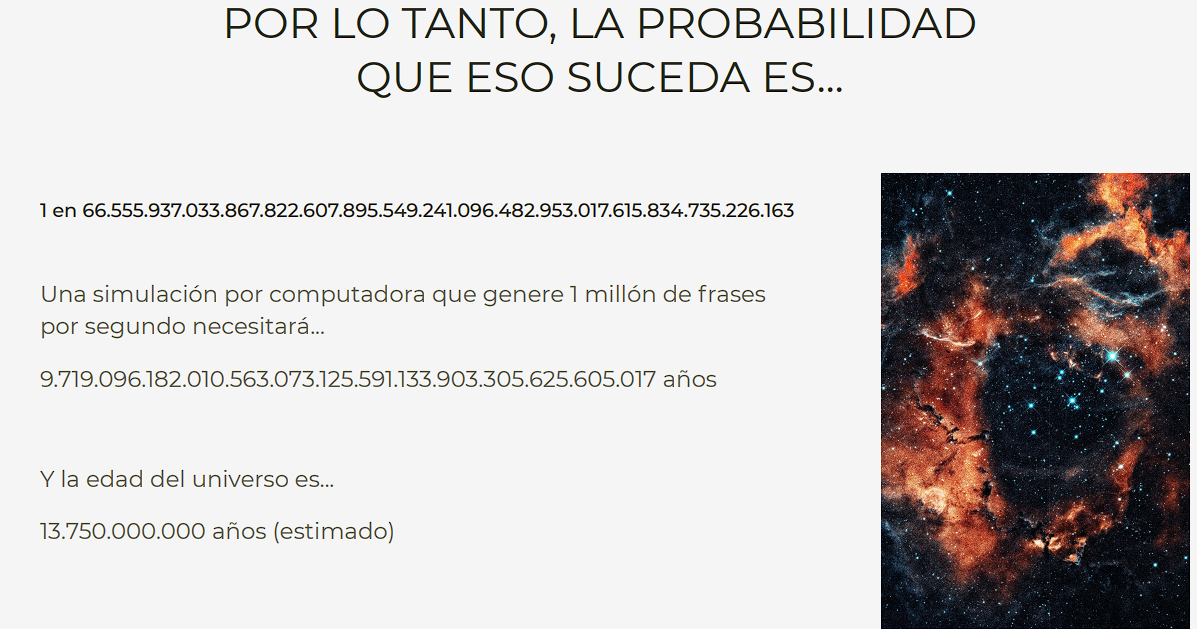 POR LO TANTO, LA PROBABILIDAD
QUE ESO SUCEDA ES...
1 en 66.555.937.033.867.822.607.895.549.241.096.482.953.017.615.834.735.226.163
Una simulación por computadora que genere 1 millón de frases
por segundo necesitará...
9.719.096.182.010.563.073.125.591.133.903.305.625.605.017 años
Y la edad del universo es...
13.750.000.000 años (estimado)